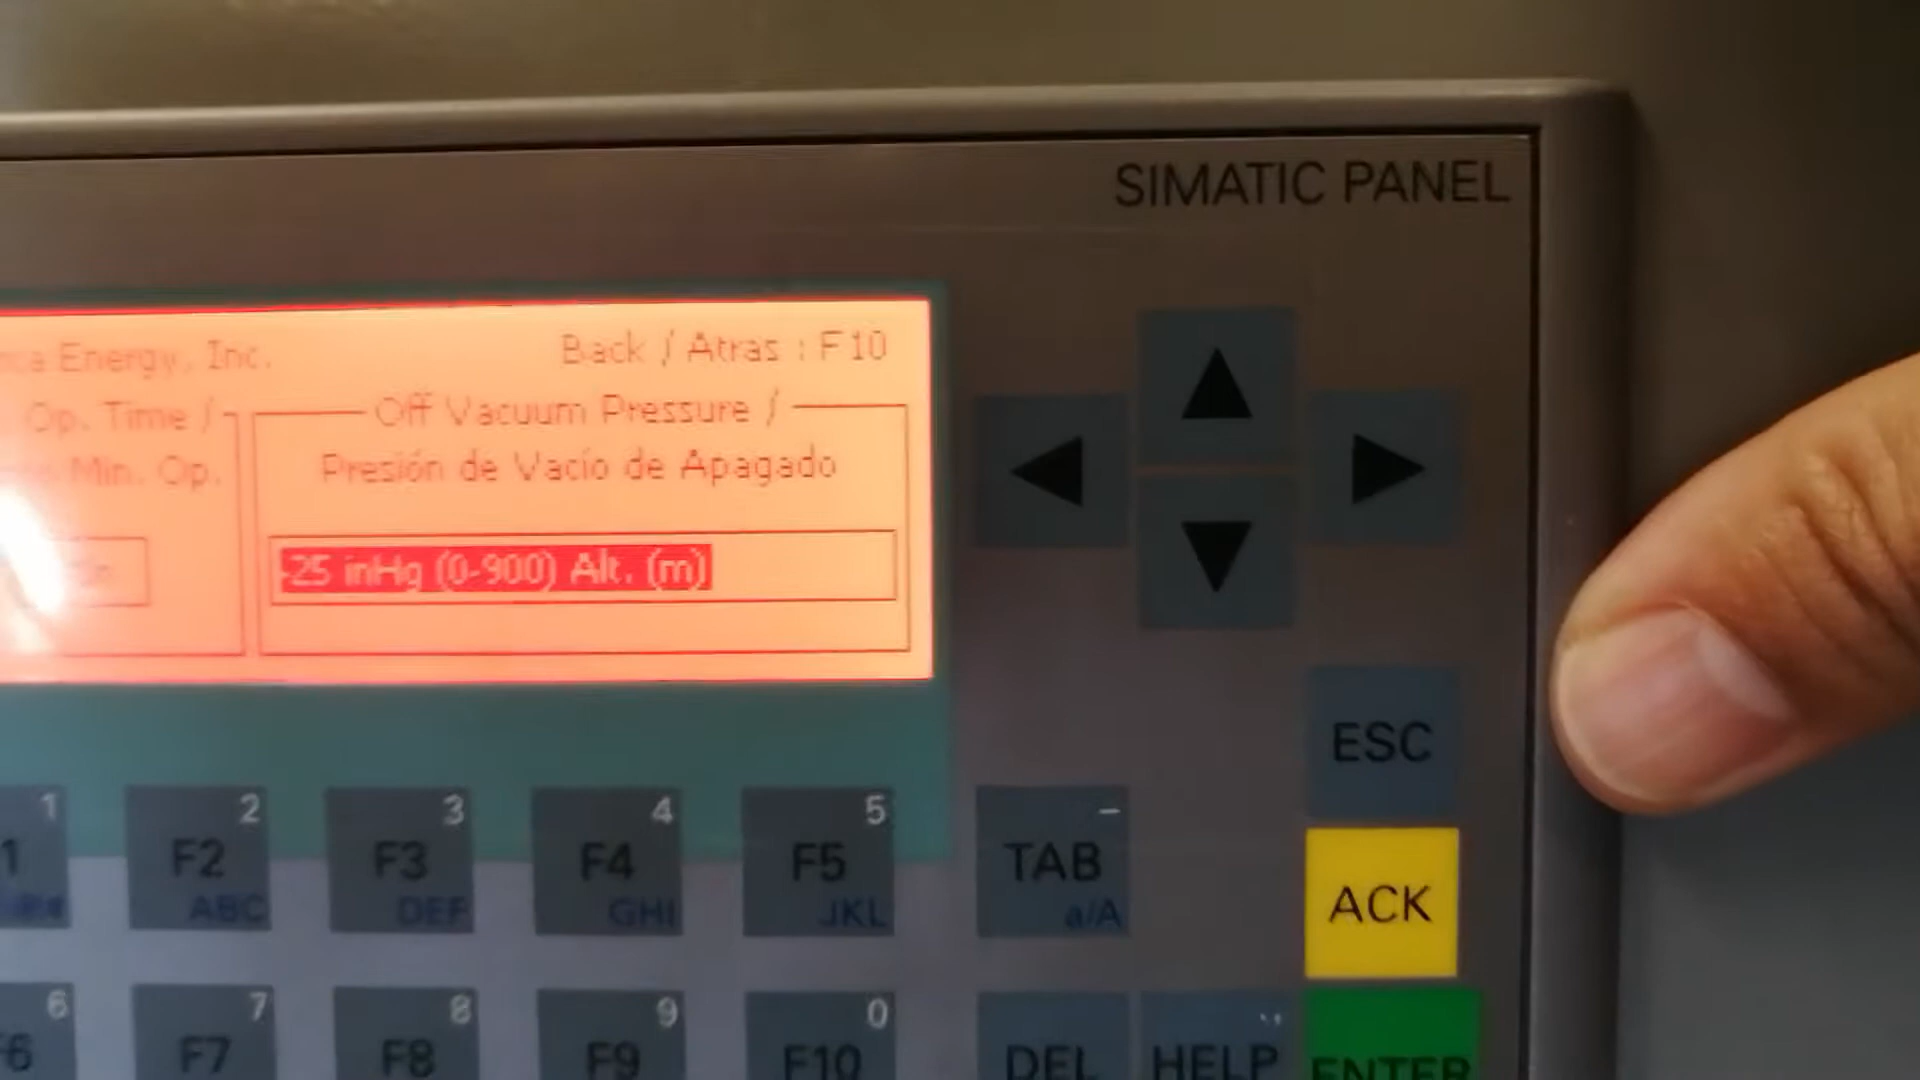 SIMATIC PANEL
Energy, Inc. Back / Atras : F10
Op. Time / Off Vacuum Pressure /
Min. Op. Presión de Vacío de Apagado
-25 inHg (0-900) Alt. (m)
ESC
1 2 3 4 5 –
F2 F3 F4 F5 TAB
ABC DEF GHI JKL a/A
ACK
6 7 8 9 0
F6 F7 F8 F9 F10 DEL HELP ENTER